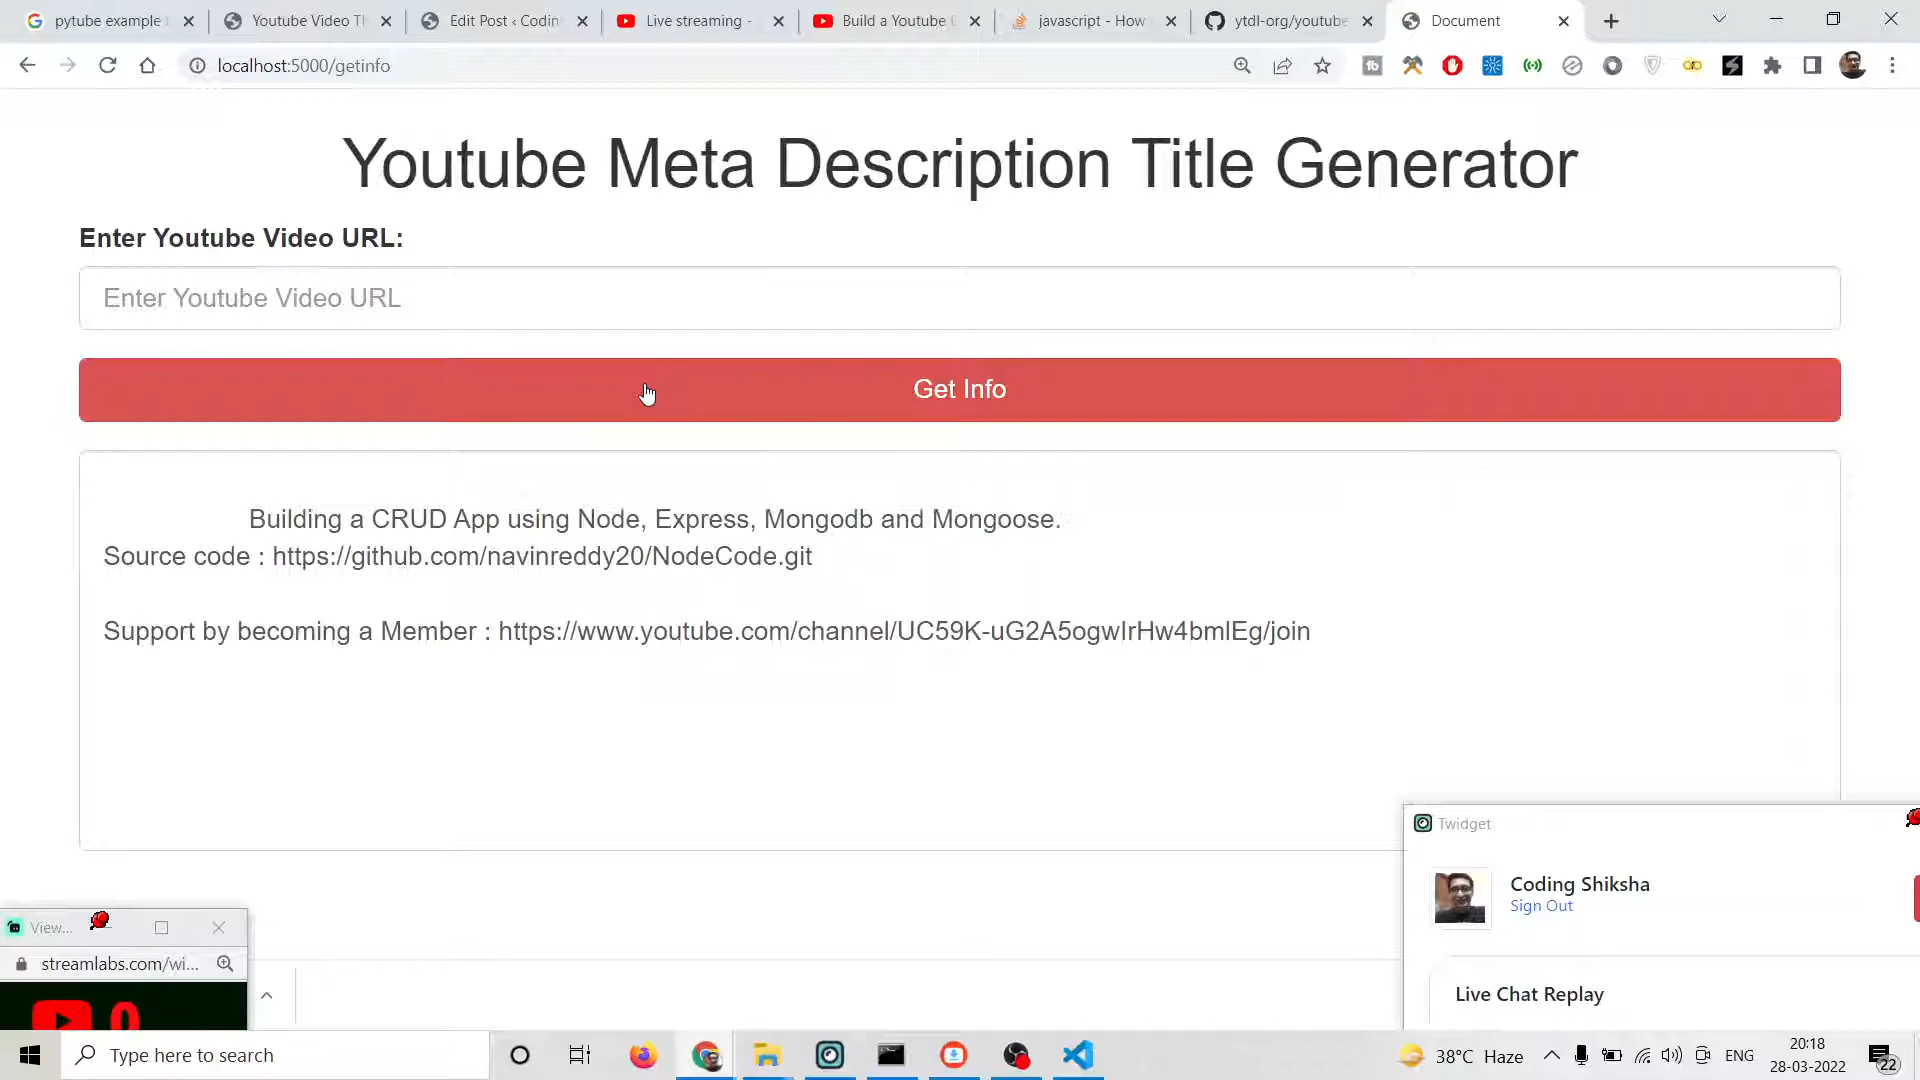 pytube example
Youtube Video Th
Edit Post ‹ Codin
Live streaming -
Build a Youtube
javascript - How
ytdl-org/youtube
Document
localhost:5000/getinfo
Youtube Meta Description Title Generator
Enter Youtube Video URL:
Enter Youtube Video URL
Get Info
Building a CRUD App using Node, Express, Mongodb and Mongoose.
Source code : https://github.com/navinreddy20/NodeCode.git
Support by becoming a Member : https://www.youtube.com/channel/UC59K-uG2A5ogwIrHw4bmlEg/join
Twidget
Coding Shiksha
Sign Out
Live Chat Replay
View...
streamlabs.com/wi...
0
Type here to search
38°C Haze
ENG
20:18
28-03-2022
22